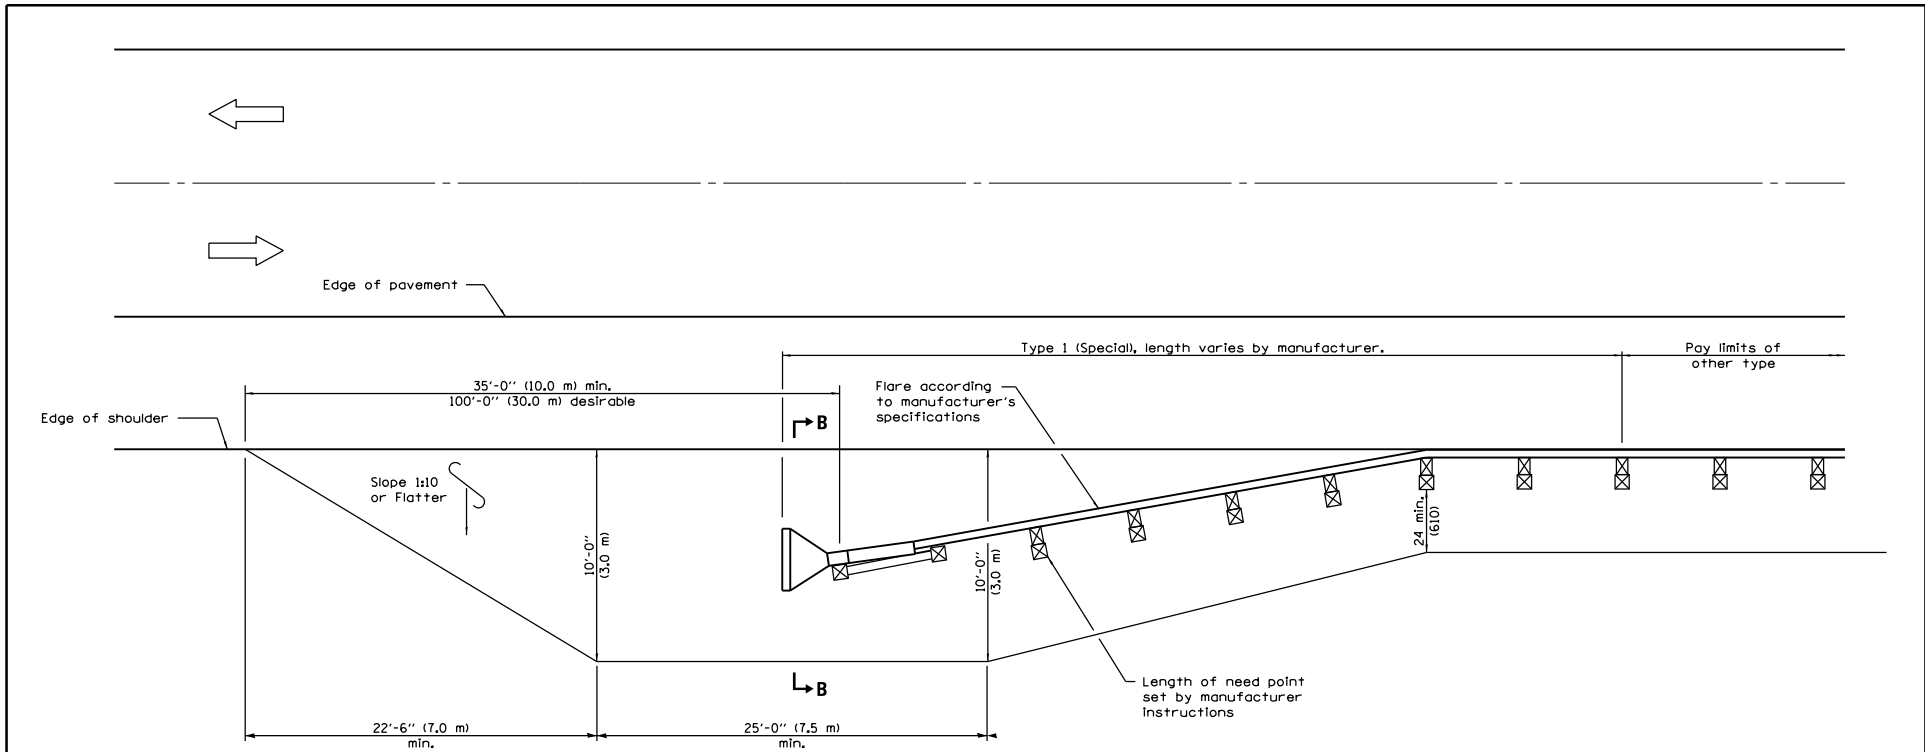 Edge of pavement
Type 1 (Special), length varies by manufacturer.
Pay limits of
other type
35'-0'' (10.0 m) min.
100'-0'' (30.0 m) desirable
Flare according
to manufacturer's
specifications
Edge of shoulder
B
Slope 1:10
or Flatter
10'-0''
(3.0 m)
10'-0''
(3.0 m)
24 min.
(610)
B
Length of need point
set by manufacturer
instructions
22'-6'' (7.0 m)
min.
25'-0'' (7.5 m)
min.